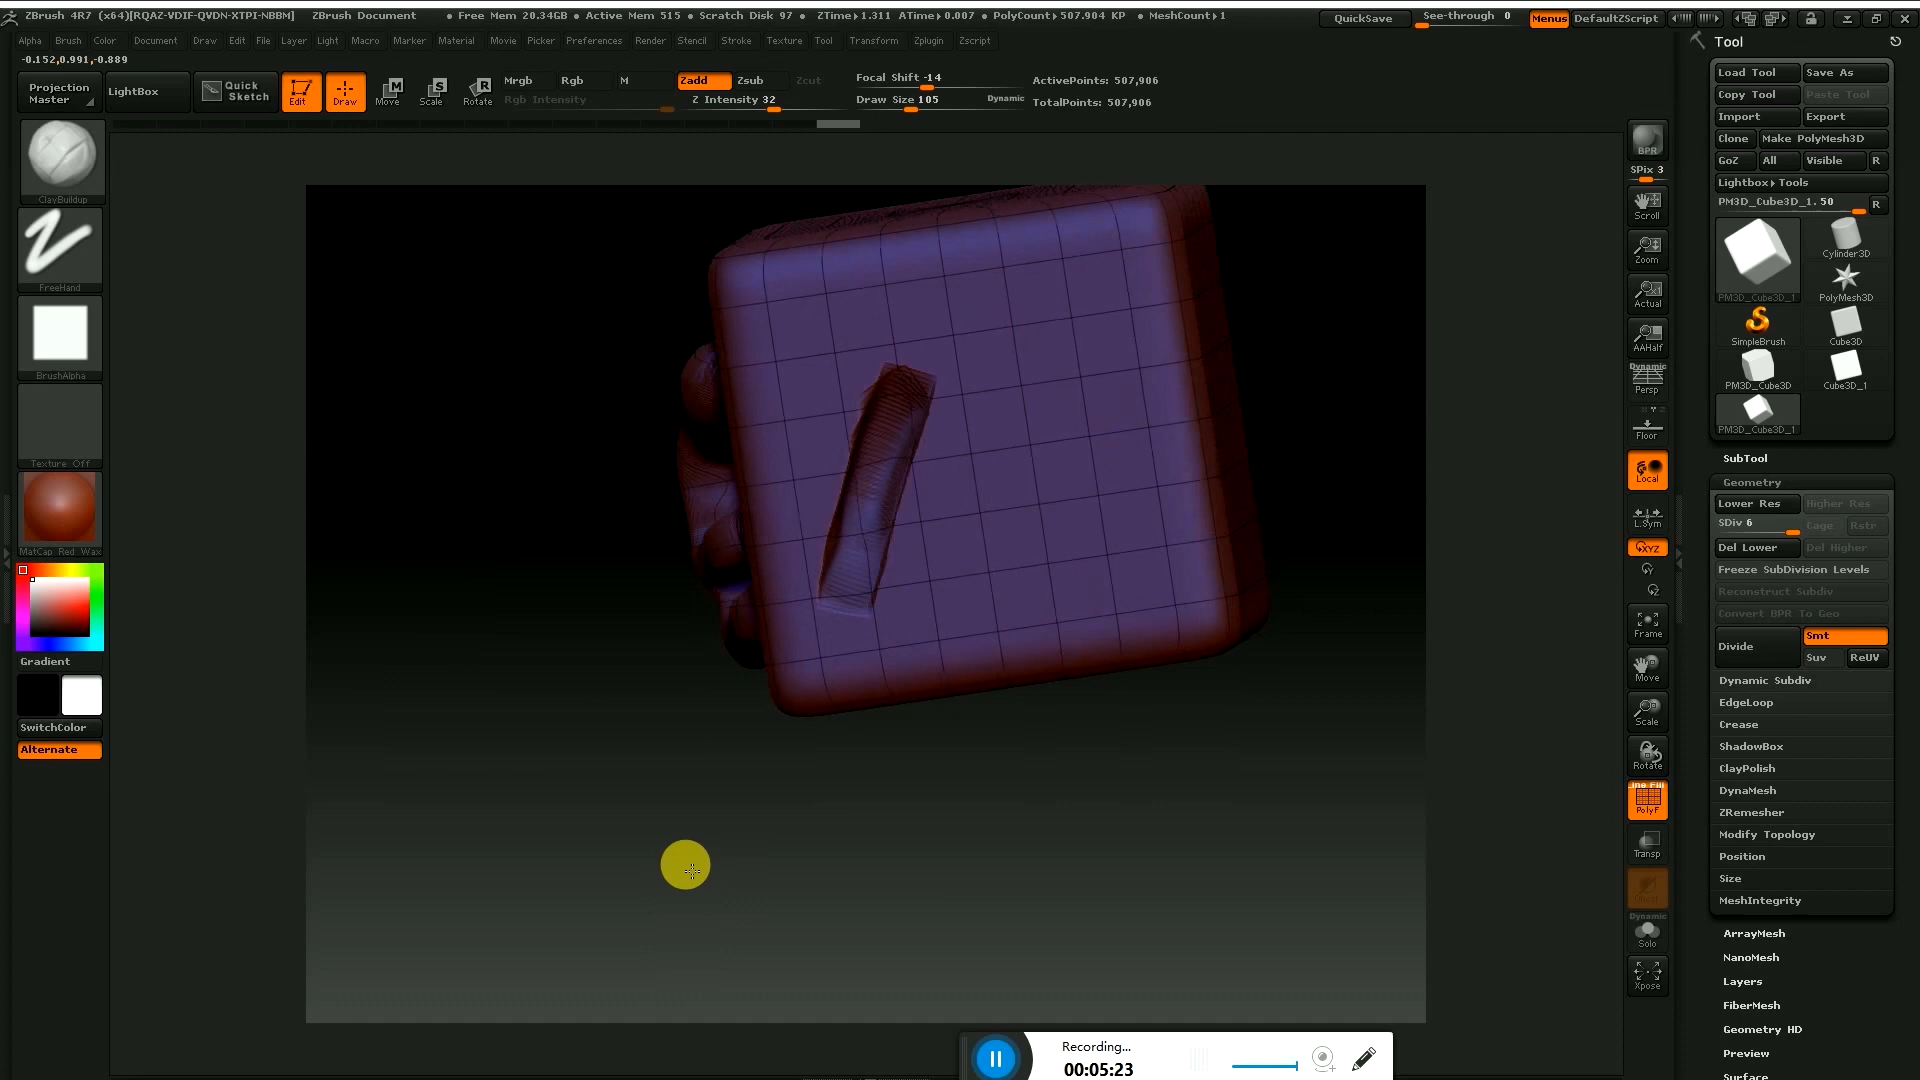 ZBrush 4R7 (x64)[RQAZ-VDIF-QVDN-XTPI-NBBM] ZBrush Document • Free Mem 20.34GB • Active Mem 515 • Scratch Disk 97 • ZTime▸1.311 ATime▸0.007 • PolyCount▸507.904 KP • MeshCount▸1 QuickSave See-through 0 Menus DefaultZScript
Alpha Brush Color Document Draw Edit File Layer Light Macro Marker Material Movie Picker Preferences Render Stencil Stroke Texture Tool Transform Zplugin Zscript
-0.152,0.991,-0.889
Projection Master
LightBox
Quick Sketch
Edit
Draw
Move
Scale
Rotate
Mrgb Rgb M
Rgb Intensity
Zadd Zsub Zcut
Z Intensity 32
Focal Shift -14
Draw Size 105
Dynamic
ActivePoints: 507,906
TotalPoints: 507,906
ClayBuildup
FreeHand
BrushAlpha
Texture Off
MatCap Red Wax
Gradient
SwitchColor
Alternate
BPR
SPix 3
Scroll
Zoom
Actual
AAHalf
Dynamic
Persp
Floor
Local
L.Sym
XYZ
Y
Z
Frame
Move
Scale
Rotate
Line Fill
PolyF
Transp
Dynamic
Solo
Xpose
Tool
Load Tool Save As
Copy Tool Paste Tool
Import Export
Clone Make PolyMesh3D
GoZ All Visible R
Lightbox▸Tools
PM3D_Cube3D_1. 50 R
PM3D_Cube3D_1
Cylinder3D
PolyMesh3D
SimpleBrush
Cube3D
PM3D_Cube3D
Cube3D_1
PM3D_Cube3D_1
SubTool
Geometry
Lower Res Higher Res
SDiv 6 Cage Rstr
Del Lower Del Higher
Freeze SubDivision Levels
Reconstruct Subdiv
Convert BPR To Geo
Divide
Smt
Suv ReUV
Dynamic Subdiv
EdgeLoop
Crease
ShadowBox
ClayPolish
DynaMesh
ZRemesher
Modify Topology
Position
Size
MeshIntegrity
ArrayMesh
NanoMesh
Layers
FiberMesh
Geometry HD
Preview
Surface
Recording...
00:05:23